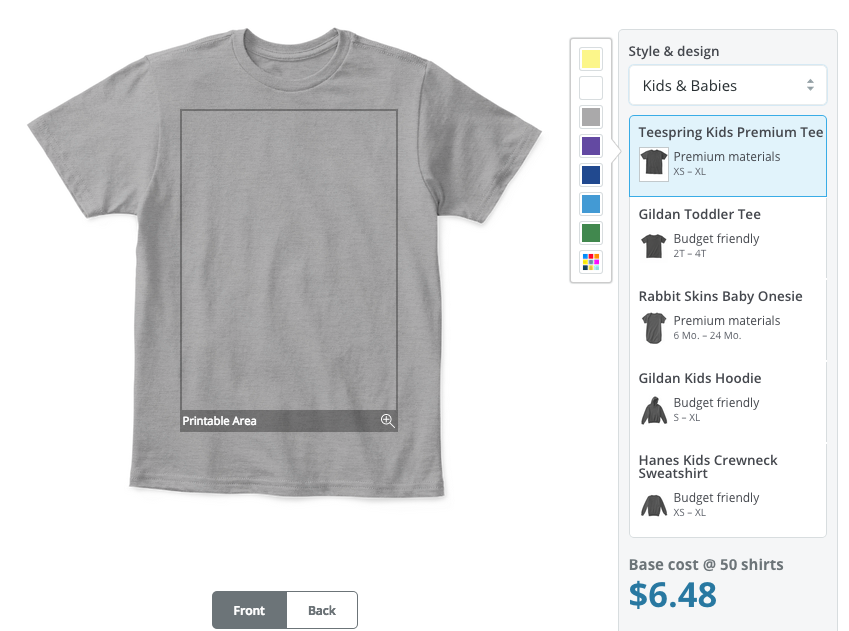 Style & design
Kids & Babies
Teespring Kids Premium Tee
Premium materials
XS – XL
Gildan Toddler Tee
Budget friendly
2T – 4T
Rabbit Skins Baby Onesie
Premium materials
6 Mo. – 24 Mo.
Gildan Kids Hoodie
Budget friendly
S – XL
Hanes Kids Crewneck
Sweatshirt
Budget friendly
XS – XL
Base cost @ 50 shirts
$6.48
Printable Area
Front
Back